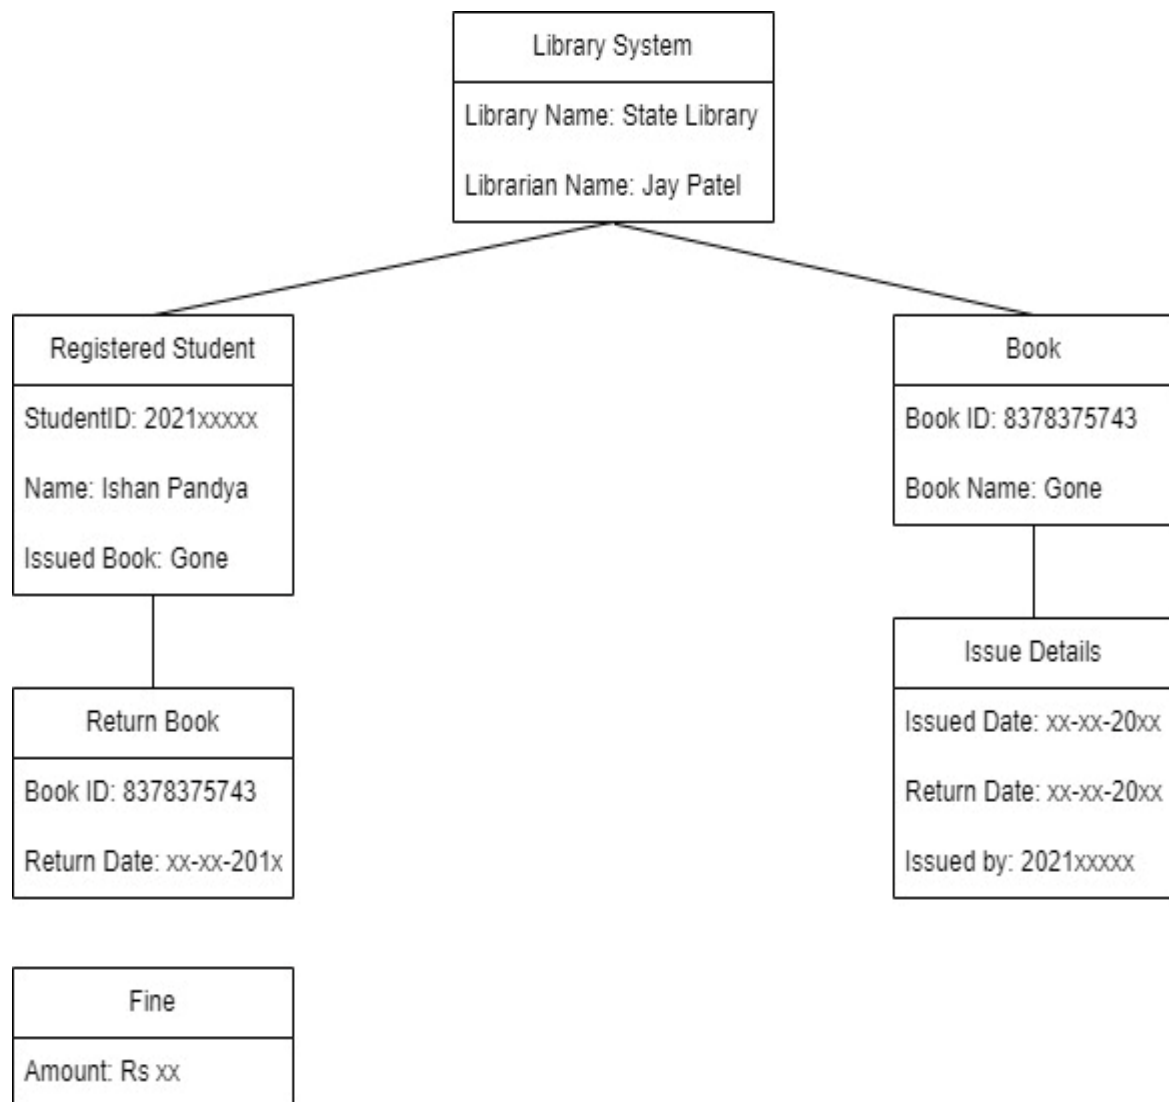 Library System
Library Name: State Library
Librarian Name: Jay Patel
Registered Student
StudentID: 2021xxxxx
Name: Ishan Pandya
Issued Book: Gone
Book
Book ID: 8378375743
Book Name: Gone
Return Book
Book ID: 8378375743
Return Date: xx-xx-201x
Issue Details
Issued Date: xx-xx-20xx
Return Date: xx-xx-20xx
Issued by: 2021xxxxx
Fine
Amount: Rs xx